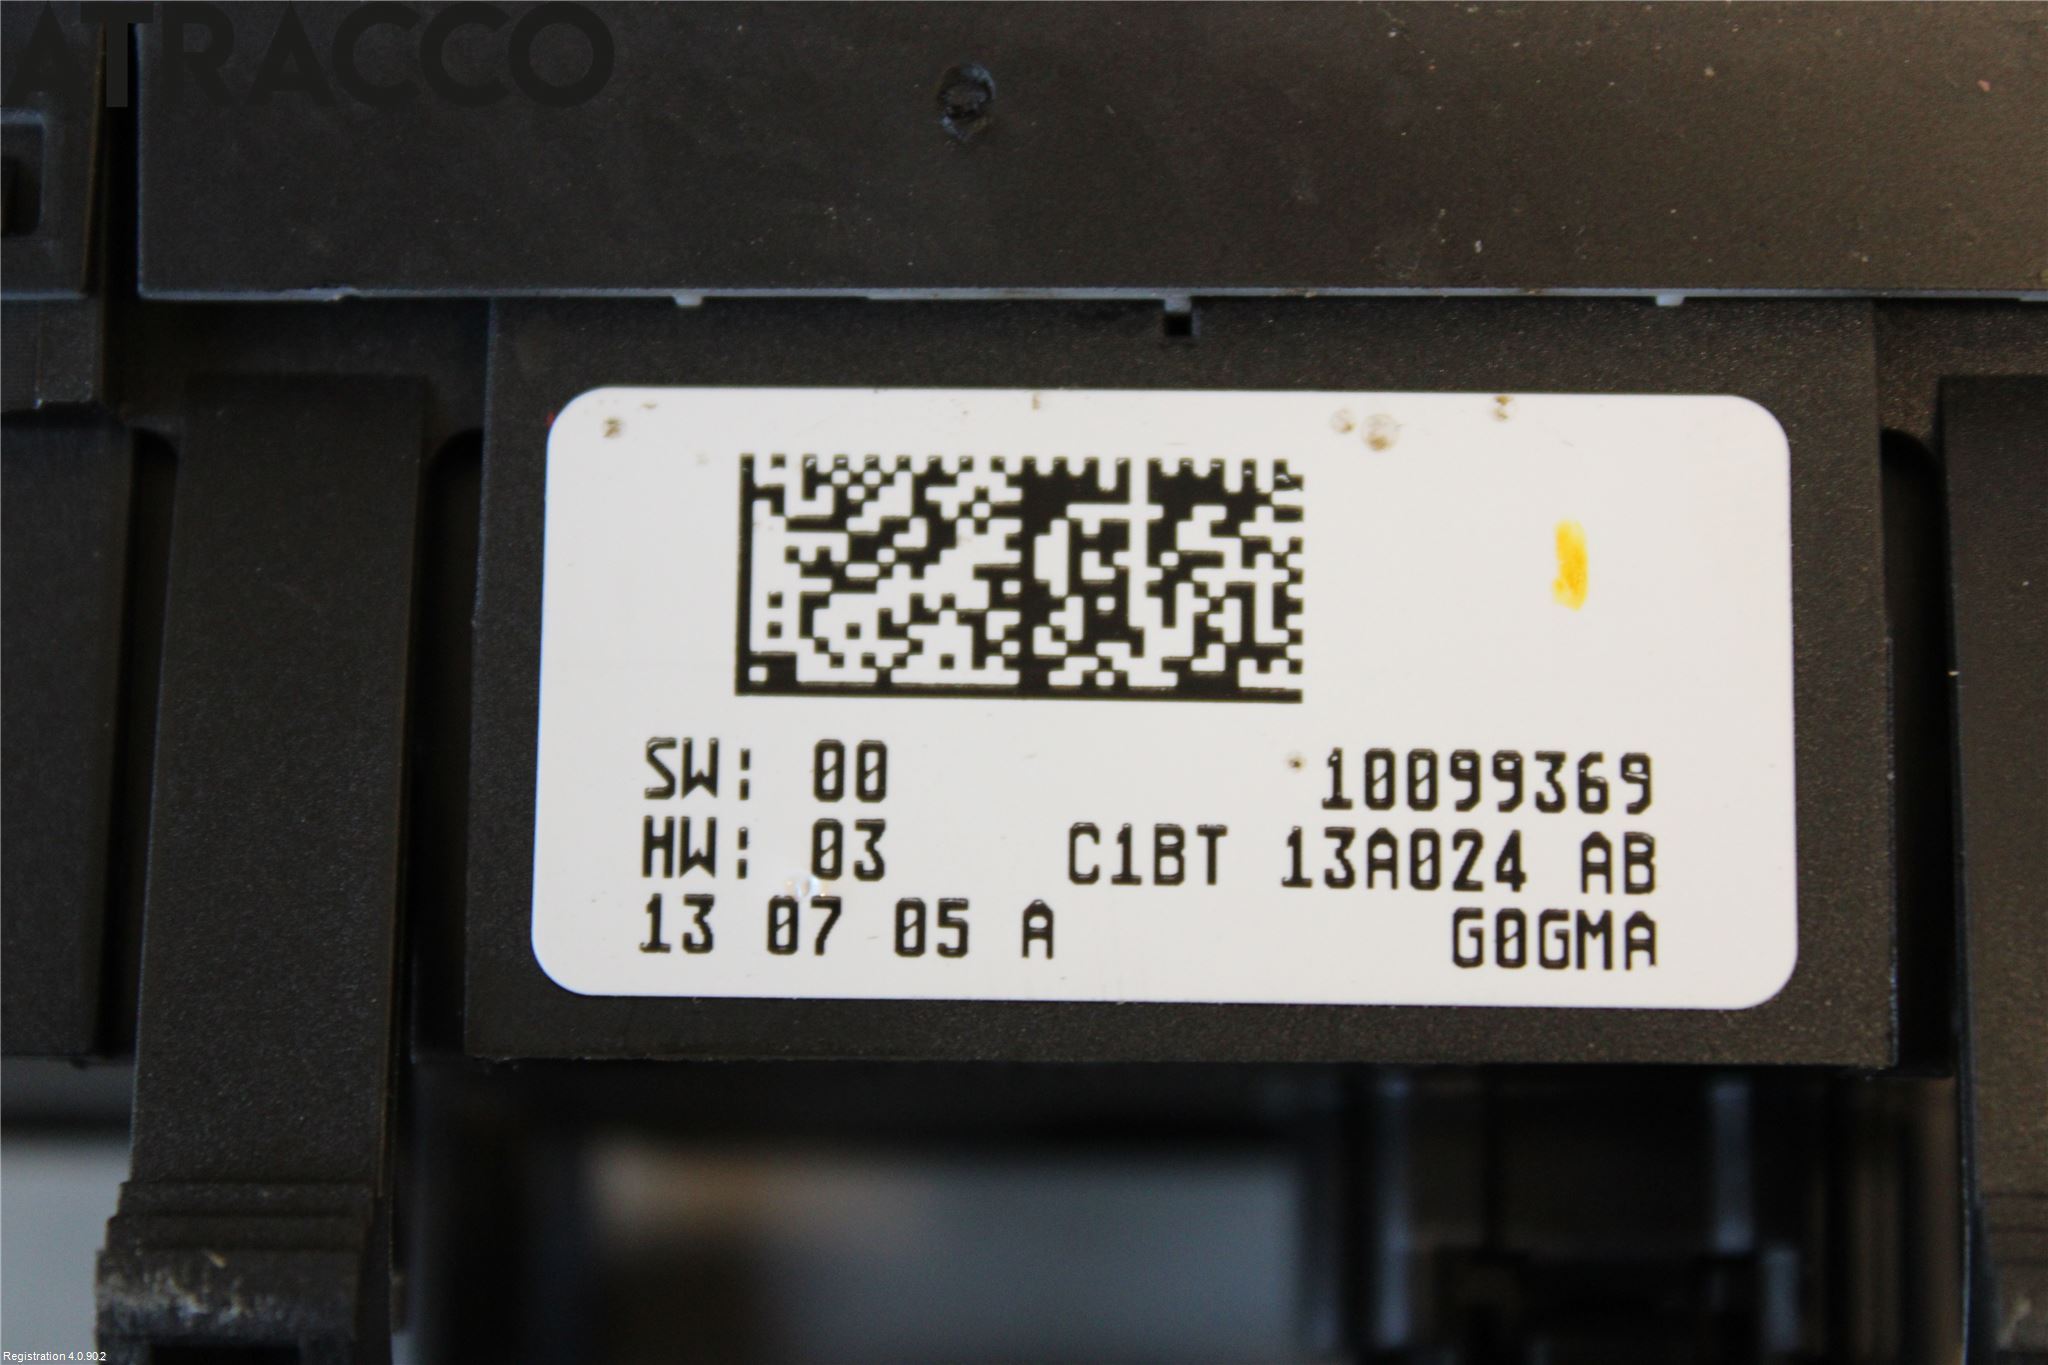 ATRACCO
SW: 00
10099369
HW: 03
C1BT 13A024 AB
13 07 05 A
G0GMA
Registration 4.0.90.2